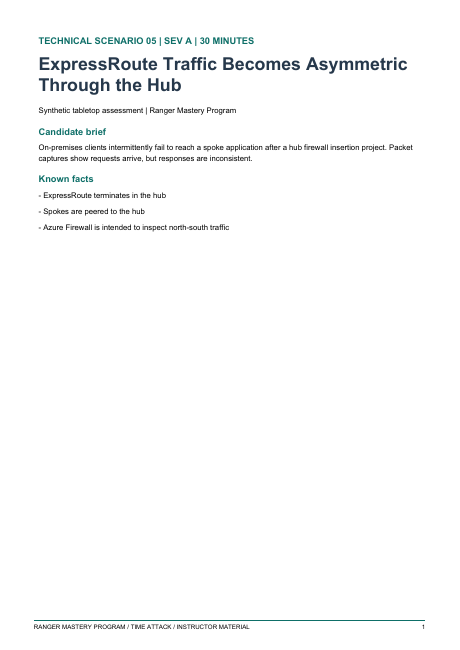 TECHNICAL SCENARIO 05 | SEV A | 30 MINUTES
ExpressRoute Traffic Becomes Asymmetric
Through the Hub
Synthetic tabletop assessment | Ranger Mastery Program
Candidate brief
On-premises clients intermittently fail to reach a spoke application after a hub firewall insertion project. Packet
captures show requests arrive, but responses are inconsistent.
Known facts
- ExpressRoute terminates in the hub
- Spokes are peered to the hub
- Azure Firewall is intended to inspect north-south traffic
RANGER MASTERY PROGRAM / TIME ATTACK / INSTRUCTOR MATERIAL 1